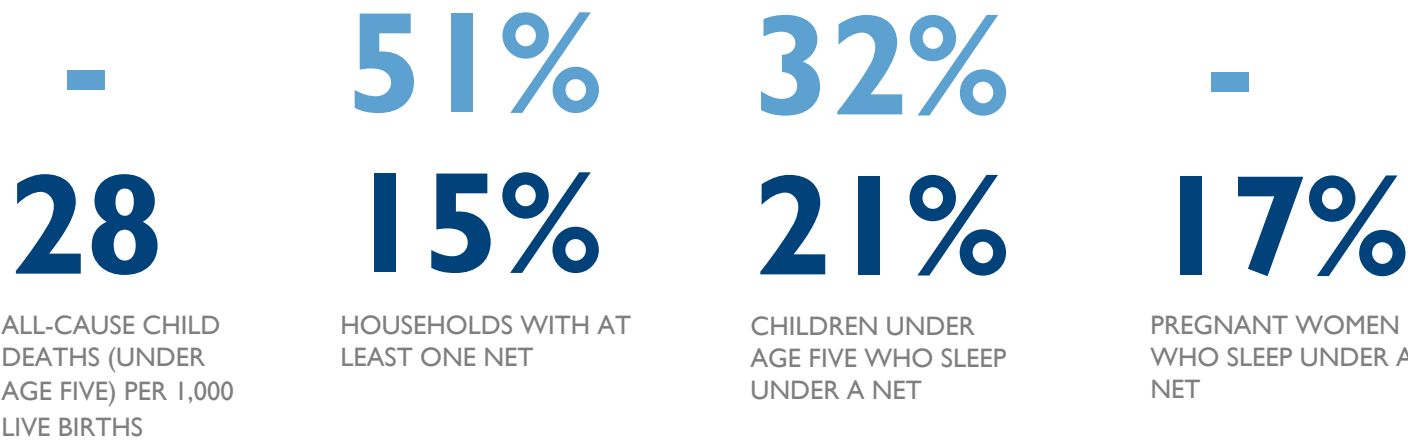 - 51% 32% -
28 15% 21% 17%
ALL-CAUSE CHILD
DEATHS (UNDER
AGE FIVE) PER 1,000
LIVE BIRTHS
HOUSEHOLDS WITH AT
LEAST ONE NET
CHILDREN UNDER
AGE FIVE WHO SLEEP
UNDER A NET
PREGNANT WOMEN
WHO SLEEP UNDER A
NET